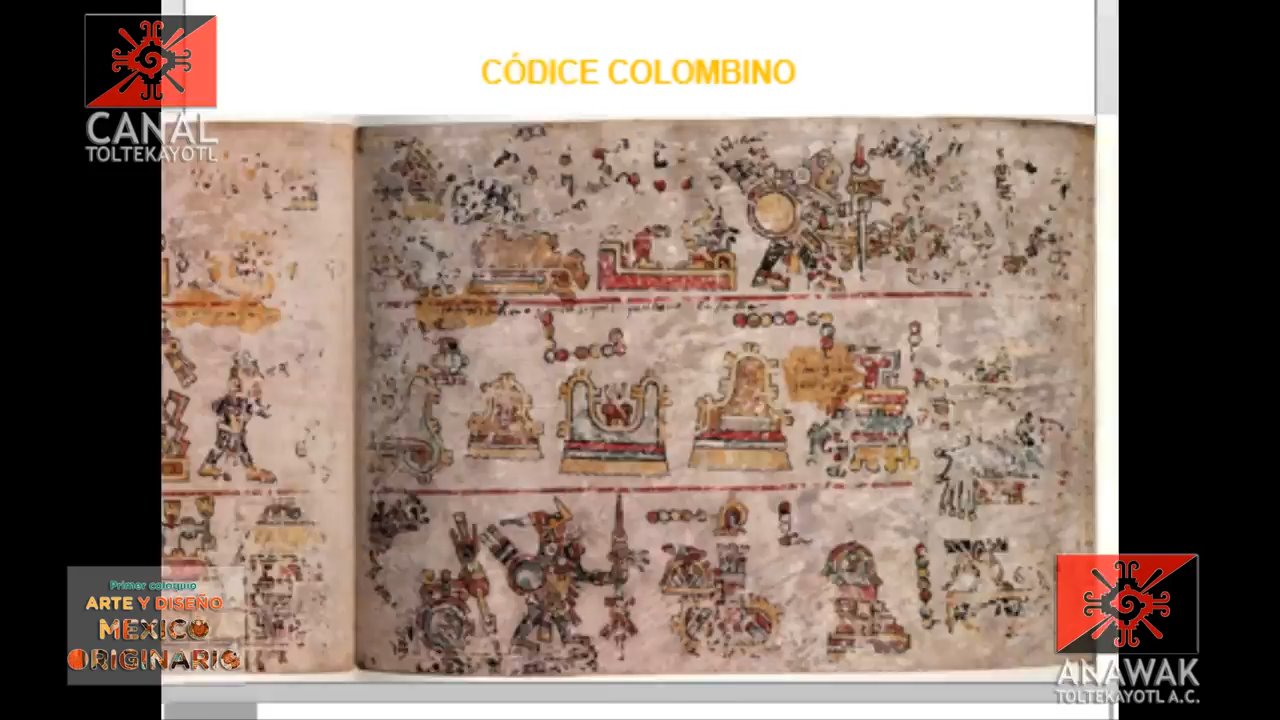 CÓDICE COLOMBINO
CANAL
TOLTEKAYOTL
Primer coloquio
ARTE Y DISEÑO
MEXICO
ORIGINARIO
ANAWAK
TOLTEKAYOTL A.C.